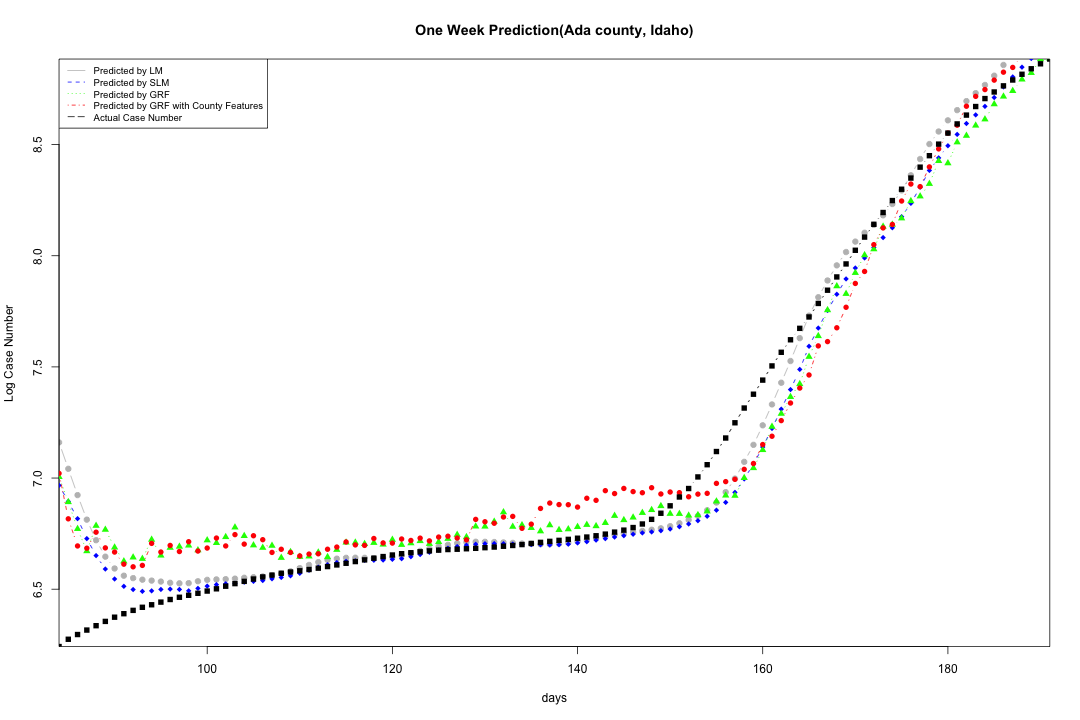 One Week Prediction(Ada county, Idaho)
Predicted by LM
Predicted by SLM
Predicted by GRF
Predicted by GRF with County Features
Actual Case Number
8.5
8.0
7.5
7.0
6.5
Log Case Number
100 120 140 160 180
days